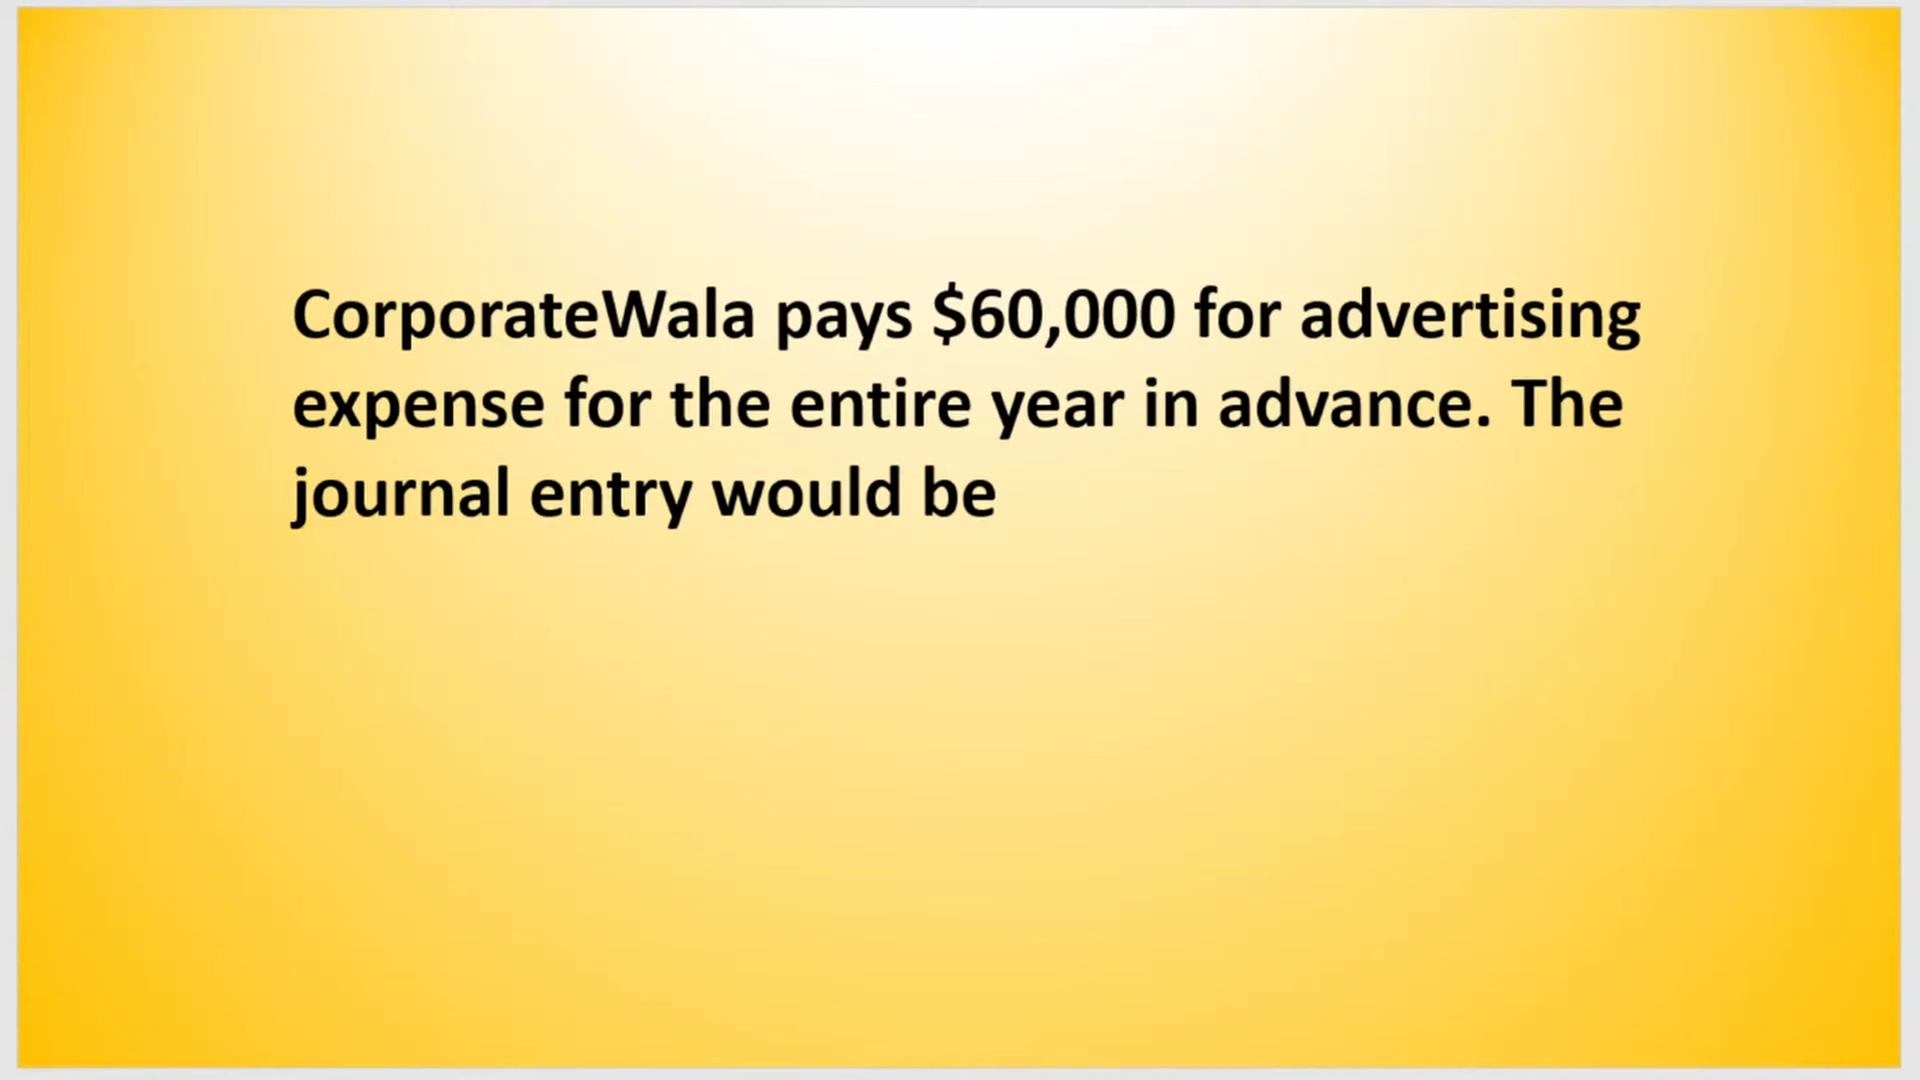 CorporateWala pays $60,000 for advertising
expense for the entire year in advance. The
journal entry would be